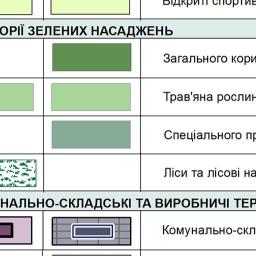 Відкриті спортив
ОРІЇ ЗЕЛЕНИХ НАСАДЖЕНЬ
Загального кори
Трав'яна рослин
Спеціального пр
Ліси та лісові на
НАЛЬНО-СКЛАДСЬКІ ТА ВИРОБНИЧІ ТЕР
Комунально-скл